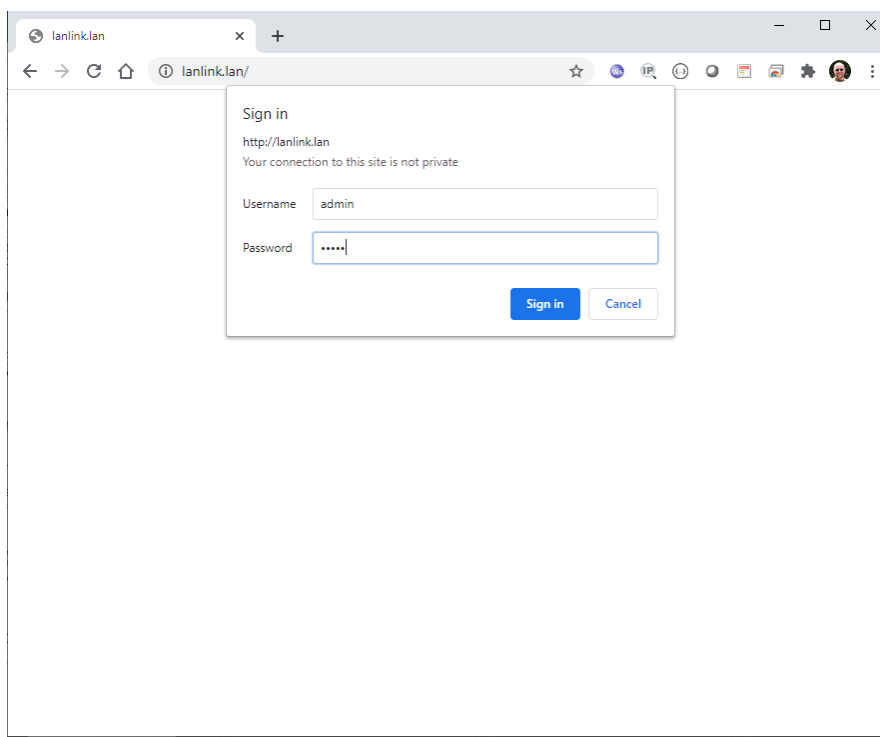 lanlink.lan
lanlink.lan/
IP
Sign in
http://lanlink.lan
Your connection to this site is not private
Username admin
Password •••••
Sign in Cancel